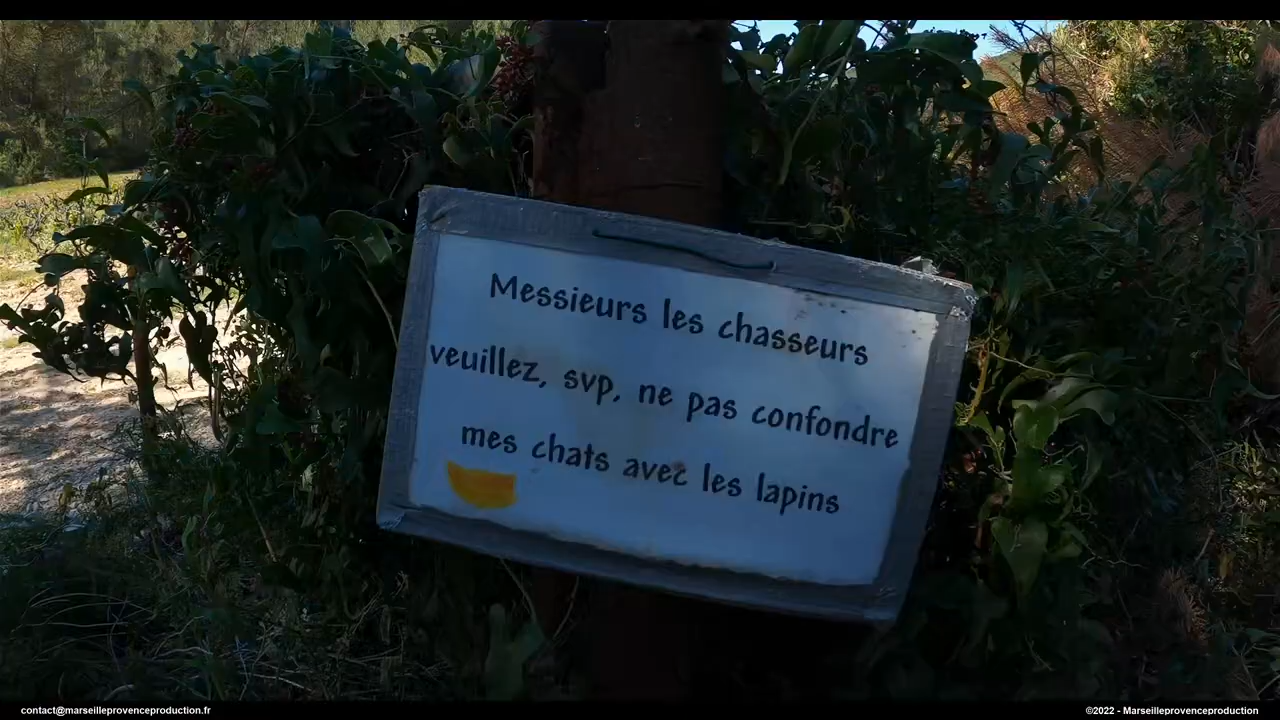 Messieurs les chasseurs
veuillez, svp, ne pas confondre
mes chats avec les lapins
contact@marseilleprovenceproduction.fr
©2022 - Marseilleprovenceproduction